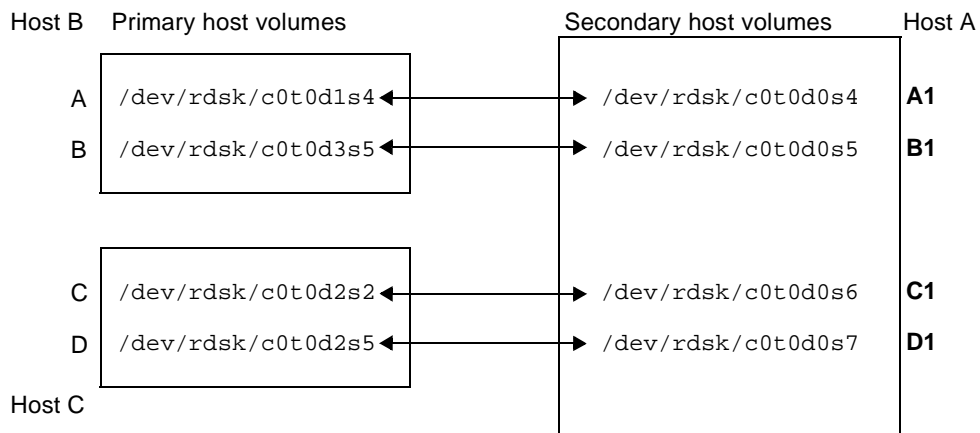 Host B Primary host volumes Secondary host volumes Host A
A /dev/rdsk/c0t0d1s4 /dev/rdsk/c0t0d0s4 A1
B /dev/rdsk/c0t0d3s5 /dev/rdsk/c0t0d0s5 B1
C /dev/rdsk/c0t0d2s2 /dev/rdsk/c0t0d0s6 C1
D /dev/rdsk/c0t0d2s5 /dev/rdsk/c0t0d0s7 D1
Host C